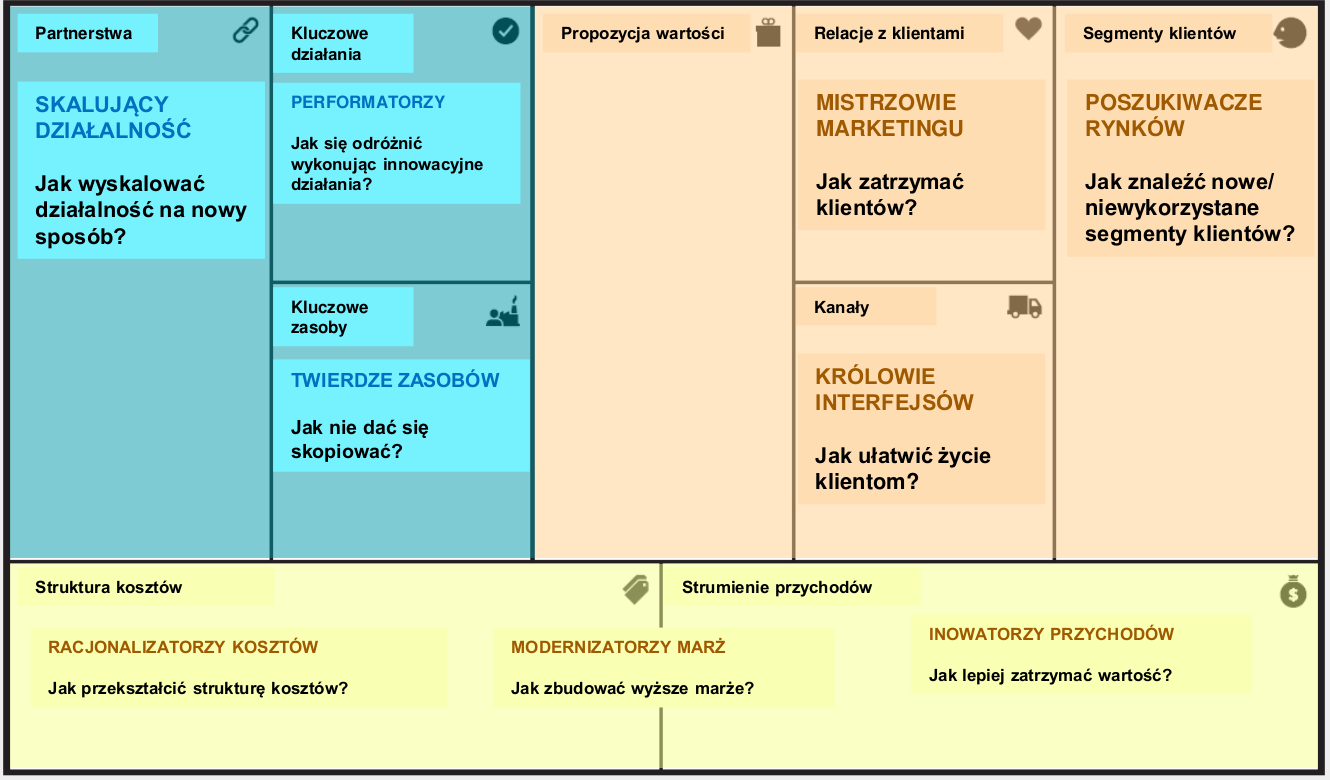 Partnerstwa
SKALUJĄCY
DZIAŁALNOŚĆ
Jak wyskalować
działalność na nowy
sposób?
Kluczowe
działania
PERFORMATORZY
Jak się odróżnić
wykonując innowacyjne
działania?
Kluczowe
zasoby
TWIERDZE ZASOBÓW
Jak nie dać się
skopiować?
Propozycja wartości
Relacje z klientami
MISTRZOWIE
MARKETINGU
Jak zatrzymać
klientów?
Kanały
KRÓLOWIE
INTERFEJSÓW
Jak ułatwić życie
klientom?
Segmenty klientów
POSZUKIWACZE
RYNKÓW
Jak znaleźć nowe/
niewykorzystane
segmenty klientów?
Struktura kosztów
RACJONALIZATORZY KOSZTÓW
Jak przekształcić strukturę kosztów?
MODERNIZATORZY MARŻ
Jak zbudować wyższe marże?
Strumienie przychodów
$
INOWATORZY PRZYCHODÓW
Jak lepiej zatrzymać wartość?